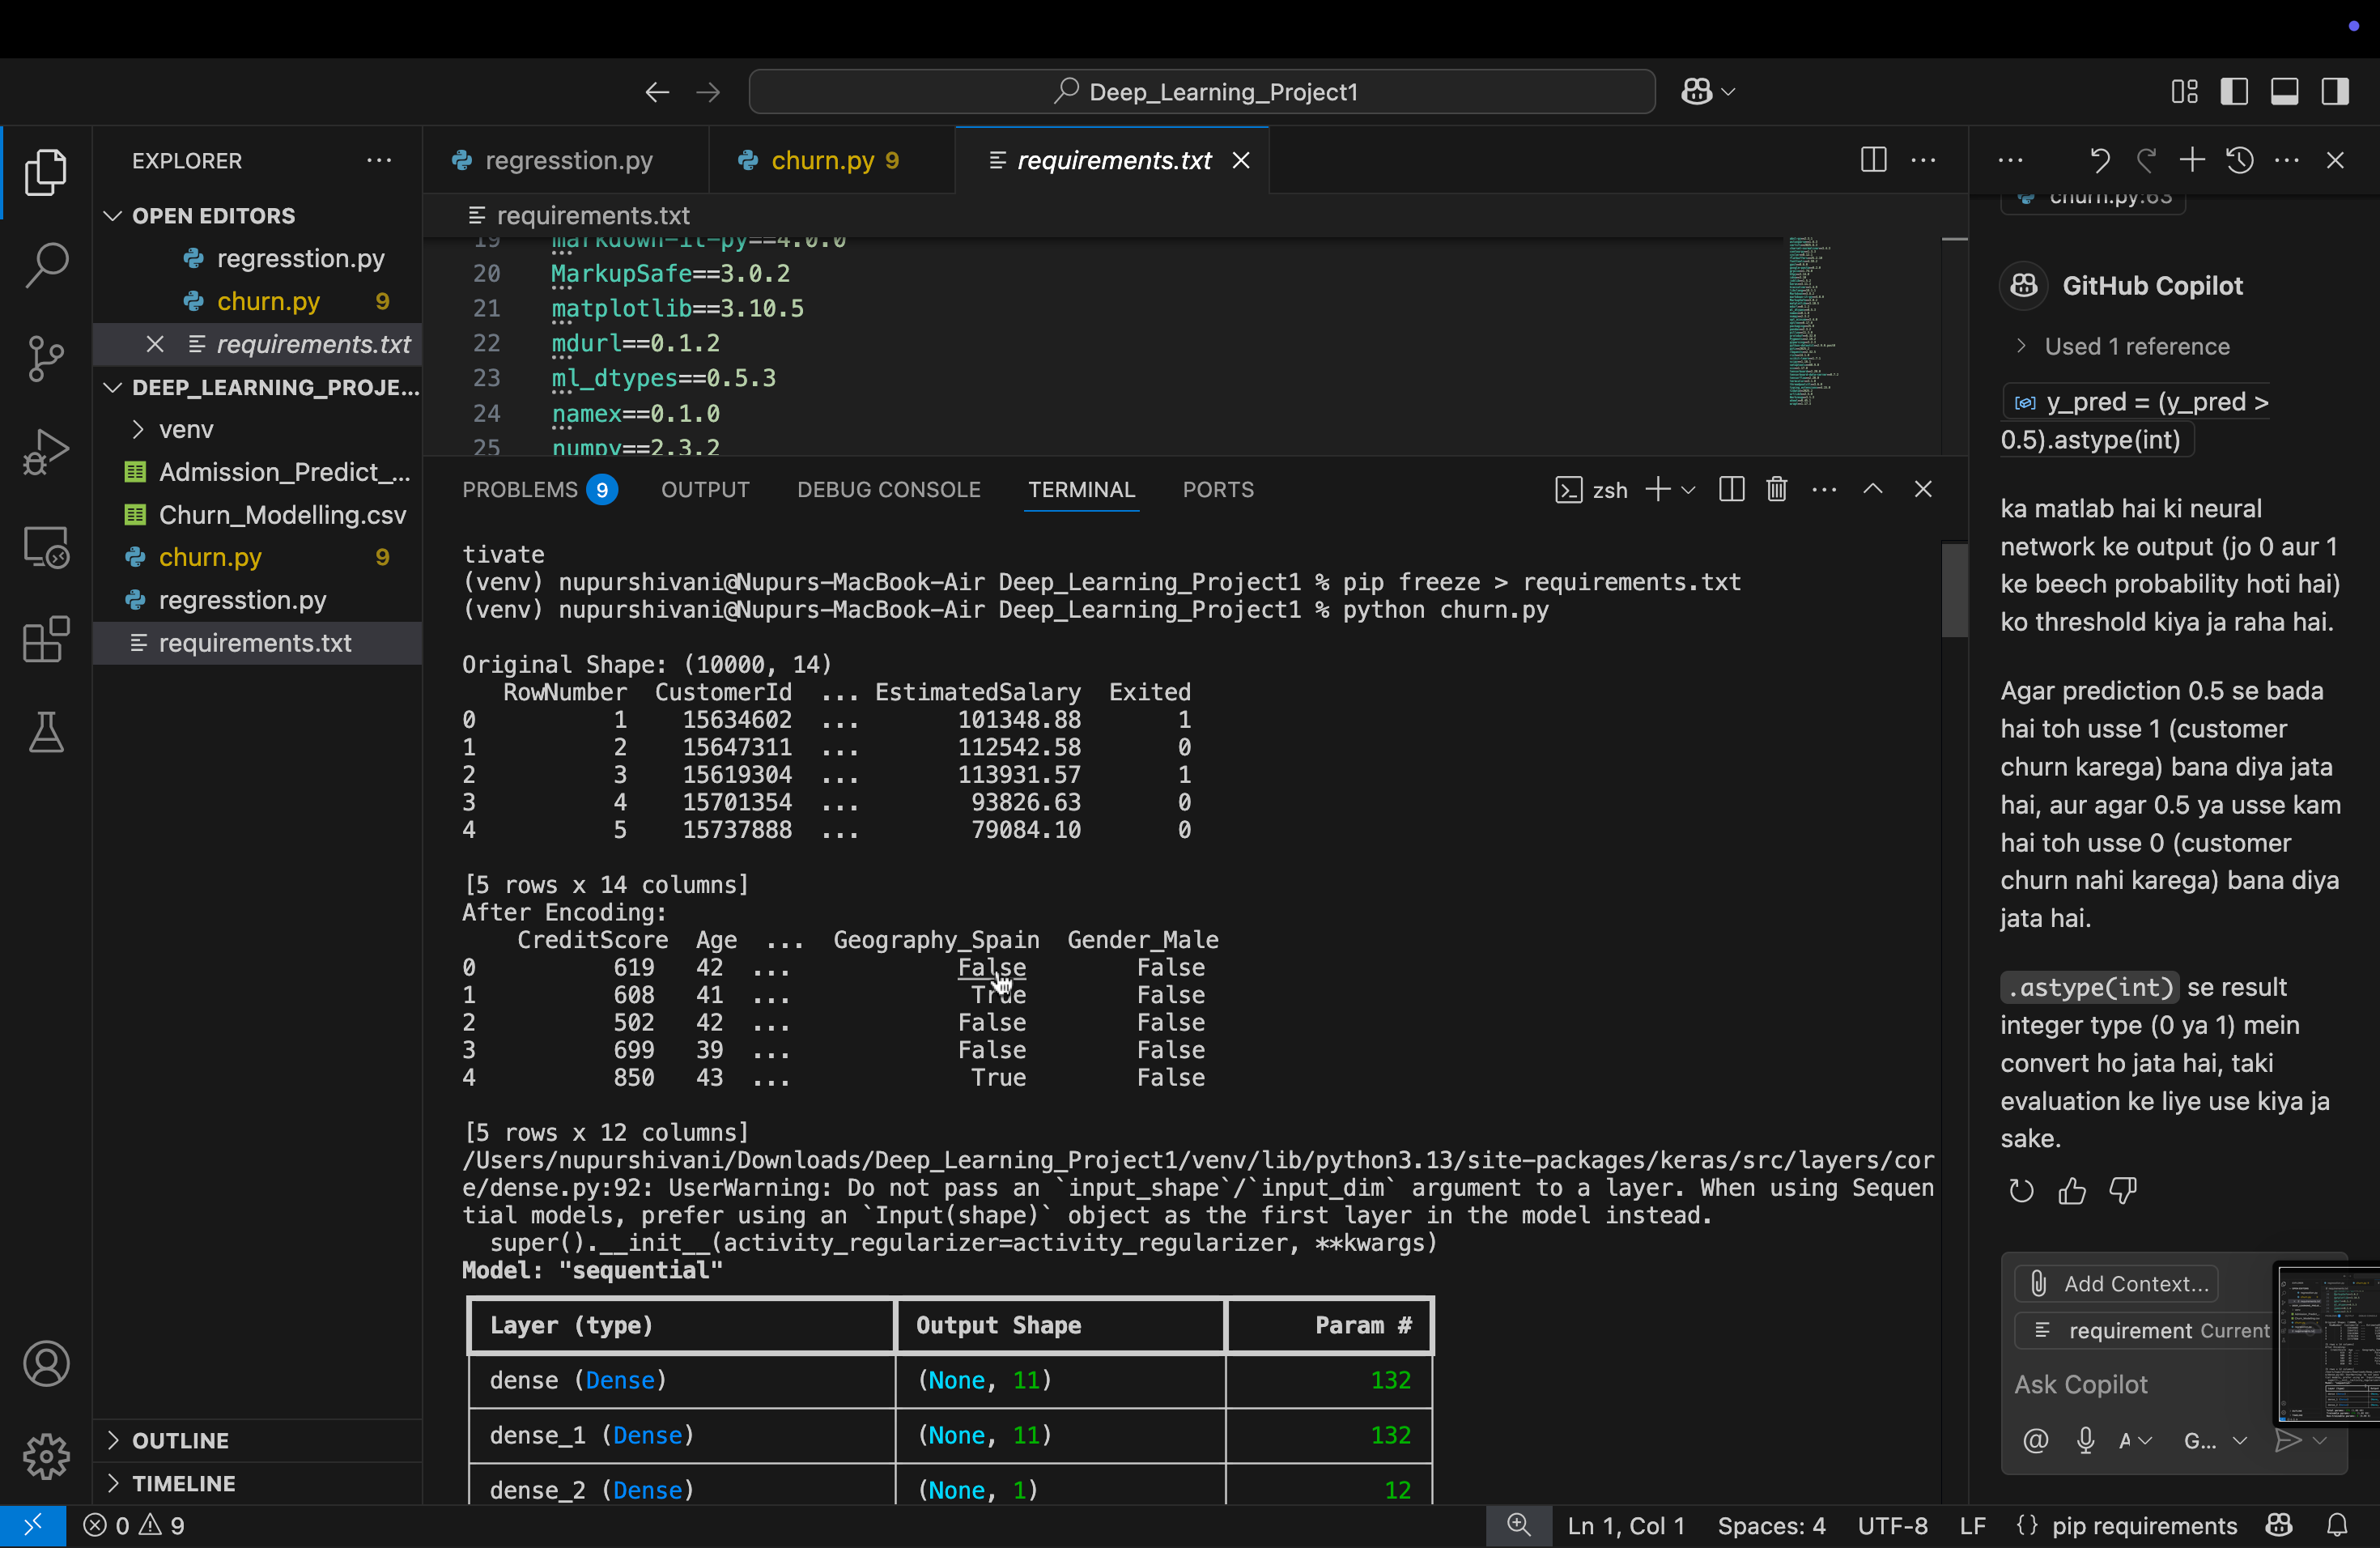 Deep_Learning_Project1
EXPLORER
OPEN EDITORS
regresstion.py
churn.py 9
requirements.txt
DEEP_LEARNING_PROJE...
venv
Admission_Predict_...
Churn_Modelling.csv
churn.py 9
regresstion.py
requirements.txt
OUTLINE
TIMELINE
regresstion.py
churn.py 9
requirements.txt
requirements.txt
19 markdown-it-py==4.0.0
20 MarkupSafe==3.0.2
21 matplotlib==3.10.5
22 mdurl==0.1.2
23 ml_dtypes==0.5.3
24 namex==0.1.0
25 numpy==2.3.2
PROBLEMS 9 OUTPUT DEBUG CONSOLE TERMINAL PORTS
zsh
tivate
(venv) nupurshivani@Nupurs-MacBook-Air Deep_Learning_Project1 % pip freeze > requirements.txt
(venv) nupurshivani@Nupurs-MacBook-Air Deep_Learning_Project1 % python churn.py
Original Shape: (10000, 14)
RowNumber CustomerId ... EstimatedSalary Exited
0 1 15634602 ... 101348.88 1
1 2 15647311 ... 112542.58 0
2 3 15619304 ... 113931.57 1
3 4 15701354 ... 93826.63 0
4 5 15737888 ... 79084.10 0
[5 rows x 14 columns]
After Encoding:
CreditScore Age ... Geography_Spain Gender_Male
0 619 42 ... False False
1 608 41 ... True False
2 502 42 ... False False
3 699 39 ... False False
4 850 43 ... True False
[5 rows x 12 columns]
/Users/nupurshivani/Downloads/Deep_Learning_Project1/venv/lib/python3.13/site-packages/keras/src/layers/cor
e/dense.py:92: UserWarning: Do not pass an `input_shape`/`input_dim` argument to a layer. When using Sequen
tial models, prefer using an `Input(shape)` object as the first layer in the model instead.
super().__init__(activity_regularizer=activity_regularizer, **kwargs)
Model: "sequential"
Layer (type) Output Shape Param #
dense (Dense) (None, 11) 132
dense_1 (Dense) (None, 11) 132
dense_2 (Dense) (None, 1) 12
churn.py:63
GitHub Copilot
Used 1 reference
y_pred = (y_pred >
0.5).astype(int)
ka matlab hai ki neural
network ke output (jo 0 aur 1
ke beech probability hoti hai)
ko threshold kiya ja raha hai.
Agar prediction 0.5 se bada
hai toh usse 1 (customer
churn karega) bana diya jata
hai, aur agar 0.5 ya usse kam
hai toh usse 0 (customer
churn nahi karega) bana diya
jata hai.
.astype(int) se result
integer type (0 ya 1) mein
convert ho jata hai, taki
evaluation ke liye use kiya ja
sake.
Add Context...
requirement Current
Ask Copilot
@ A G...
0 9
Ln 1, Col 1 Spaces: 4 UTF-8 LF {} pip requirements